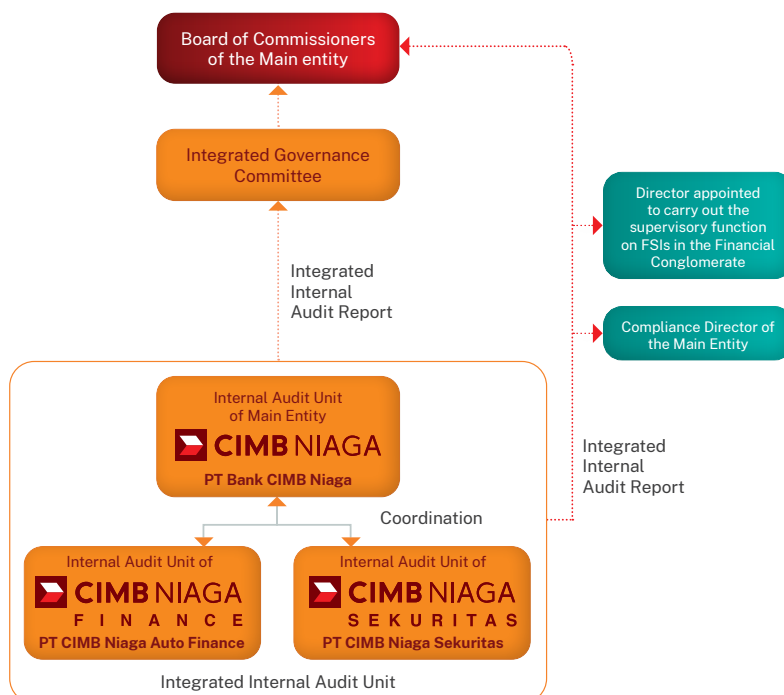 Board of Commissioners
of the Main entity
Integrated Governance
Committee
Director appointed
to carry out the
supervisory function
on FSIs in the Financial
Conglomerate
Integrated
Internal
Audit Report
Compliance Director of
the Main Entity
Internal Audit Unit
of Main Entity
CIMB NIAGA
PT Bank CIMB Niaga
Integrated
Internal
Audit Report
Coordination
Internal Audit Unit of
CIMB NIAGA
FINANCE
PT CIMB Niaga Auto Finance
Internal Audit Unit of
CIMB NIAGA
SEKURITAS
PT CIMB Niaga Sekuritas
Integrated Internal Audit Unit